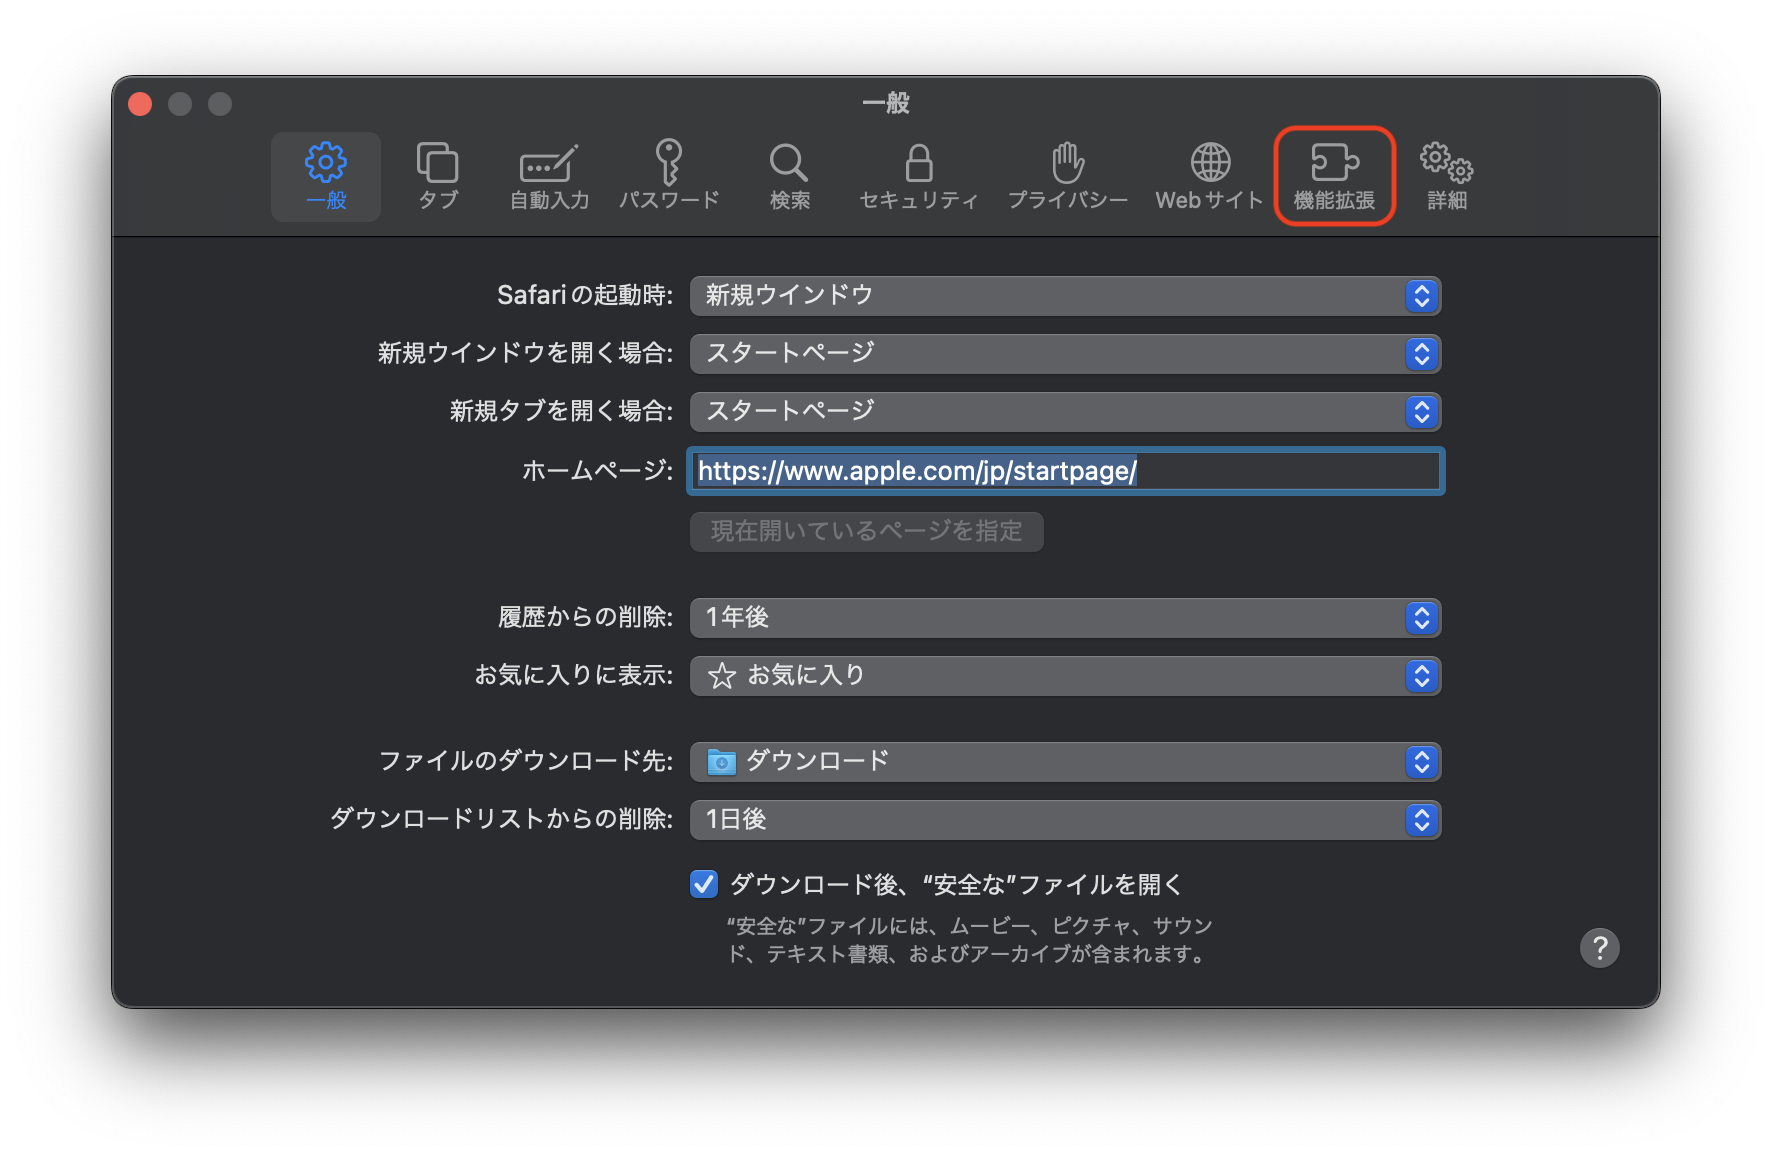 一般
一般
タブ
自動入力
パスワード
検索
セキュリティ
プライバシー
Webサイト
機能拡張
詳細
Safariの起動時: 新規ウインドウ
新規ウインドウを開く場合: スタートページ
新規タブを開く場合: スタートページ
ホームページ: https://www.apple.com/jp/startpage/
現在開いているページを指定
履歴からの削除: 1年後
お気に入りに表示: お気に入り
ファイルのダウンロード先: ダウンロード
ダウンロードリストからの削除: 1日後
ダウンロード後、“安全な”ファイルを開く
“安全な”ファイルには、ムービー、ピクチャ、サウン
ド、テキスト書類、およびアーカイブが含まれます。
?